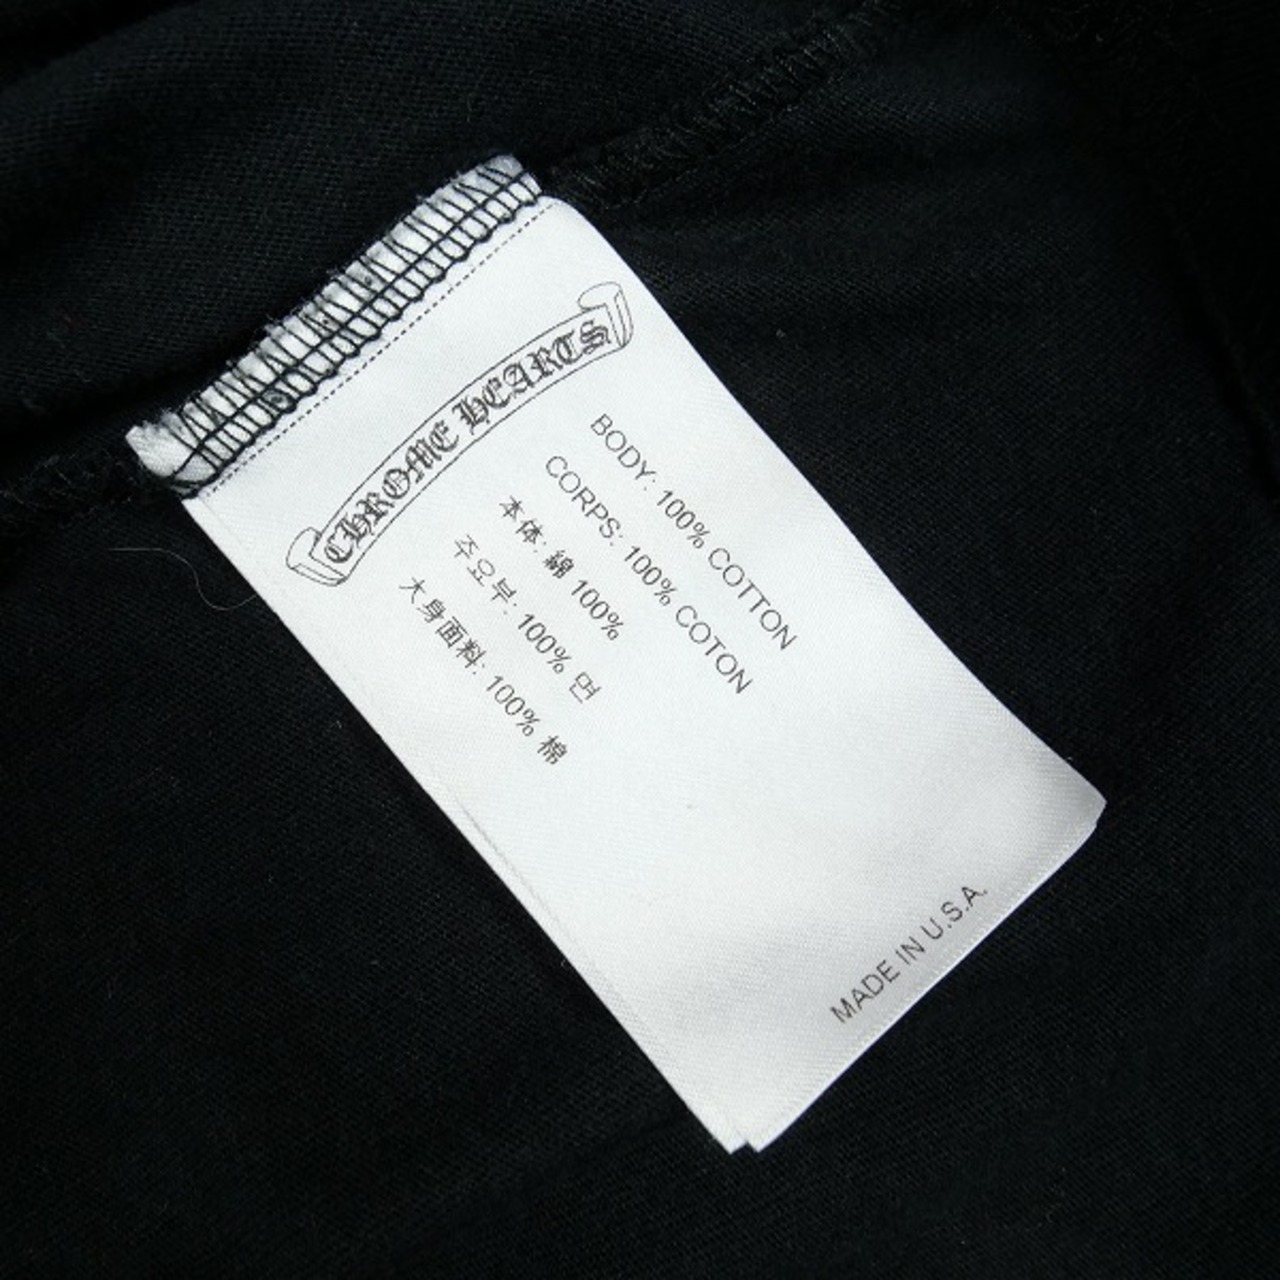 CHROME HEARTS
BODY: 100% COTTON
CORPS: 100% COTON
本体: 綿 100%
주요부: 100% 면
大身面料: 100% 棉
MADE IN U.S.A.